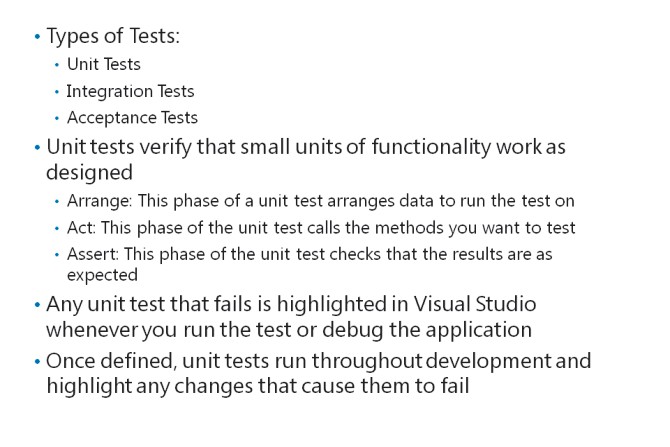 • Types of Tests:
• Unit Tests
• Integration Tests
• Acceptance Tests
• Unit tests verify that small units of functionality work as
designed
• Arrange: This phase of a unit test arranges data to run the test on
• Act: This phase of the unit test calls the methods you want to test
• Assert: This phase of the unit test checks that the results are as
expected
• Any unit test that fails is highlighted in Visual Studio
whenever you run the test or debug the application
• Once defined, unit tests run throughout development and
highlight any changes that cause them to fail